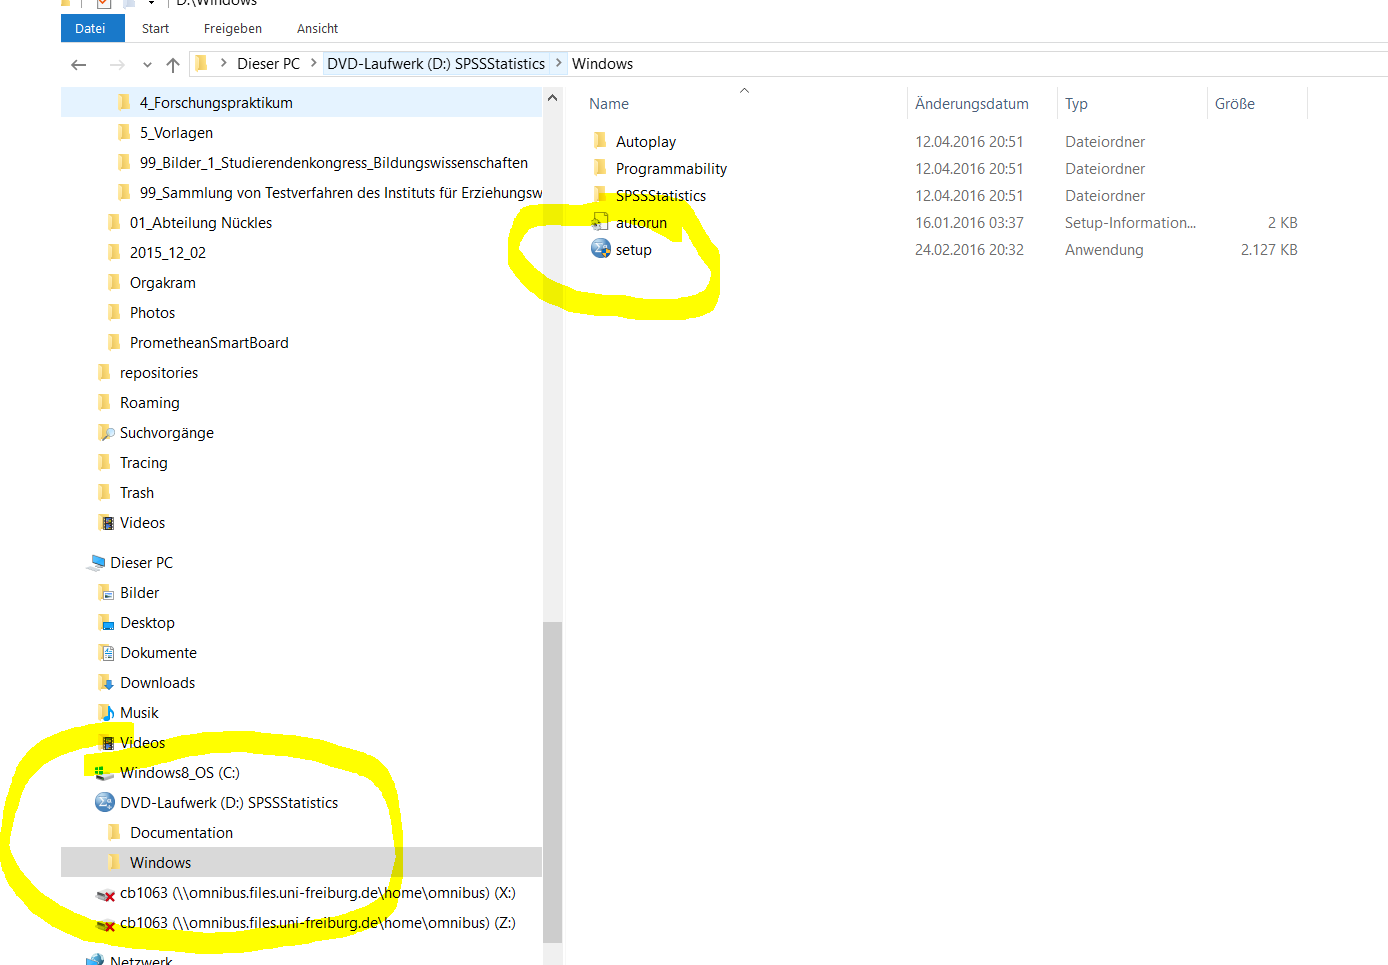 D:\Windows
Datei Start Freigeben Ansicht
Dieser PC DVD-Laufwerk (D:) SPSSStatistics Windows
4_Forschungspraktikum
5_Vorlagen
99_Bilder_1_Studierendenkongress_Bildungswissenschaften
99_Sammlung von Testverfahren des Instituts für Erziehungsw
01_Abteilung Nückles
2015_12_02
Orgakram
Photos
PrometheanSmartBoard
repositories
Roaming
Suchvorgänge
Tracing
Trash
Videos
Dieser PC
Bilder
Desktop
Dokumente
Downloads
Musik
Videos
Windows8_OS (C:)
DVD-Laufwerk (D:) SPSSStatistics
Documentation
Windows
cb1063 (\\omnibus.files.uni-freiburg.de\home\omnibus) (X:)
cb1063 (\\omnibus.files.uni-freiburg.de\home\omnibus) (Z:)
Netzwerk
Name Änderungsdatum Typ Größe
Autoplay 12.04.2016 20:51 Dateiordner
Programmability 12.04.2016 20:51 Dateiordner
SPSSStatistics 12.04.2016 20:51 Dateiordner
autorun 16.01.2016 03:37 Setup-Information... 2 KB
setup 24.02.2016 20:32 Anwendung 2.127 KB